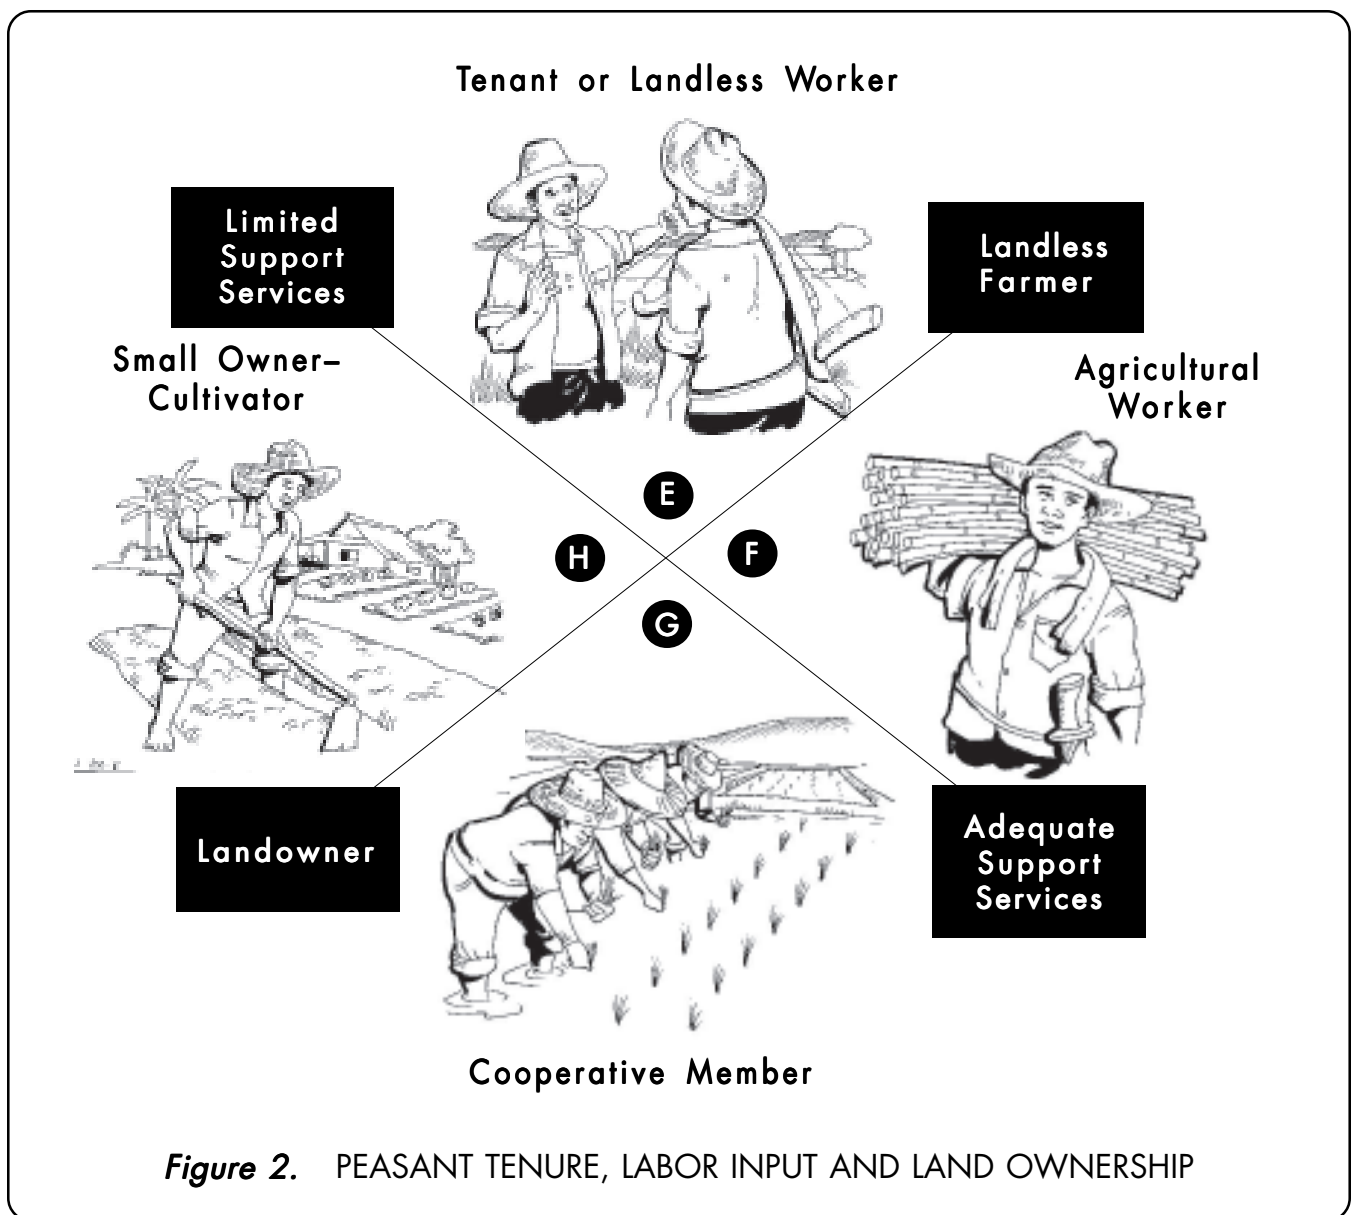 Tenant or Landless Worker
Limited
Support
Services
Landless
Farmer
Small Owner–
Cultivator
Agricultural
Worker
E
H
F
G
Landowner
Adequate
Support
Services
Cooperative Member
Figure 2. PEASANT TENURE, LABOR INPUT AND LAND OWNERSHIP